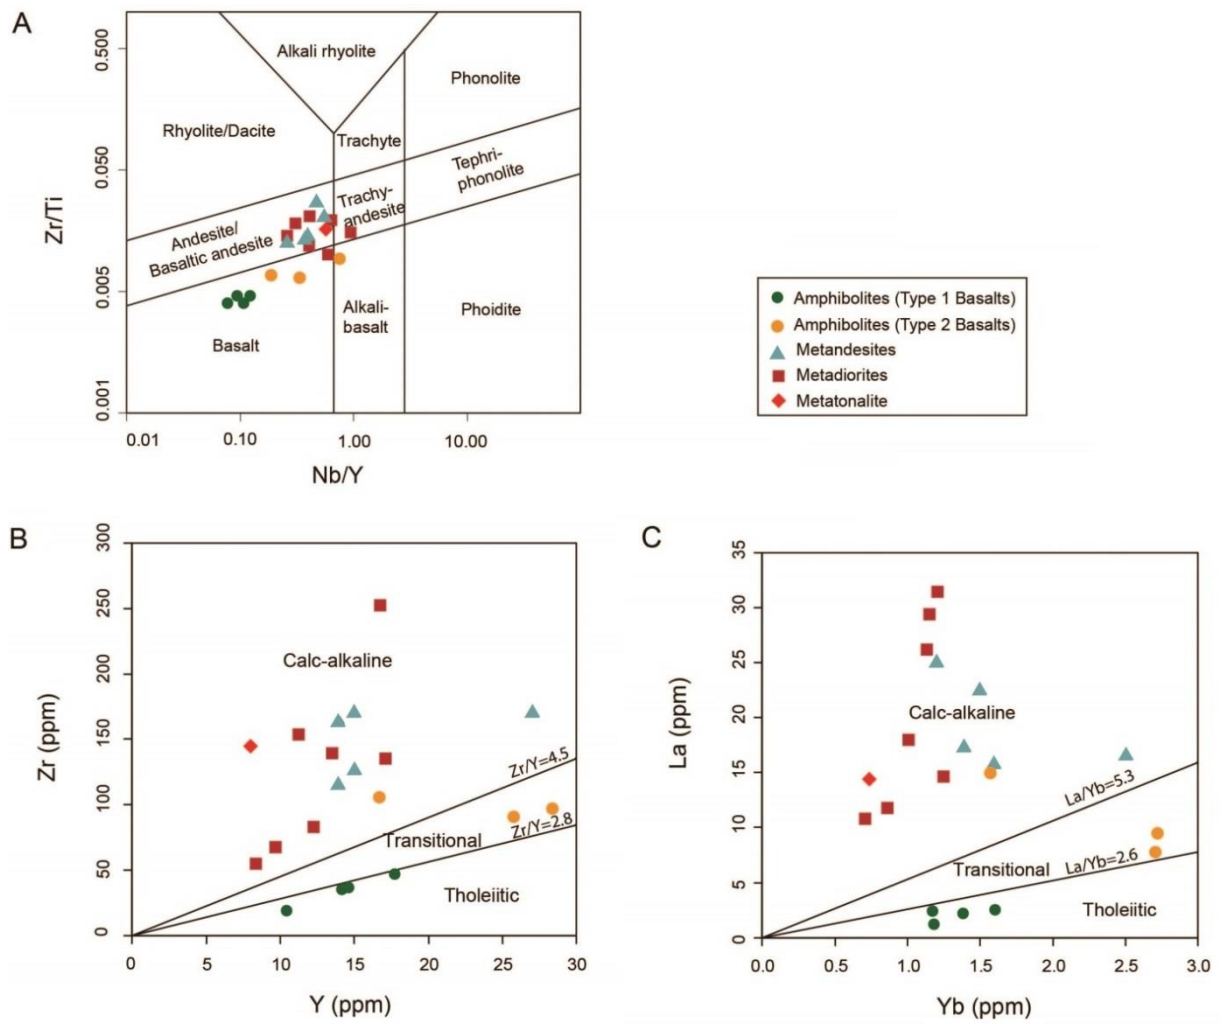 A
0.500
Alkali rhyolite
Phonolite
Rhyolite/Dacite
Trachyte
0.050
Tephri-
phonolite
Zr/Ti
Trachy-
andesite
Andesite/
Basaltic andesite
0.005
Alkali-
basalt
Phoidite
Basalt
0.001
0.01
0.10
1.00
10.00
Nb/Y
Amphibolites (Type 1 Basalts)
Amphibolites (Type 2 Basalts)
Metandesites
Metadiorites
Metatonalite
B
300
250
200
150
100
50
0
Zr (ppm)
Calc-alkaline
Zr/Y=4.5
Zr/Y=2.8
Transitional
Tholeiitic
0
5
10
15
20
25
30
Y (ppm)
C
35
30
25
20
15
10
5
0
La (ppm)
Calc-alkaline
La/Yb=5.3
La/Yb=2.6
Transitional
Tholeiitic
0.0
0.5
1.0
1.5
2.0
2.5
3.0
Yb (ppm)